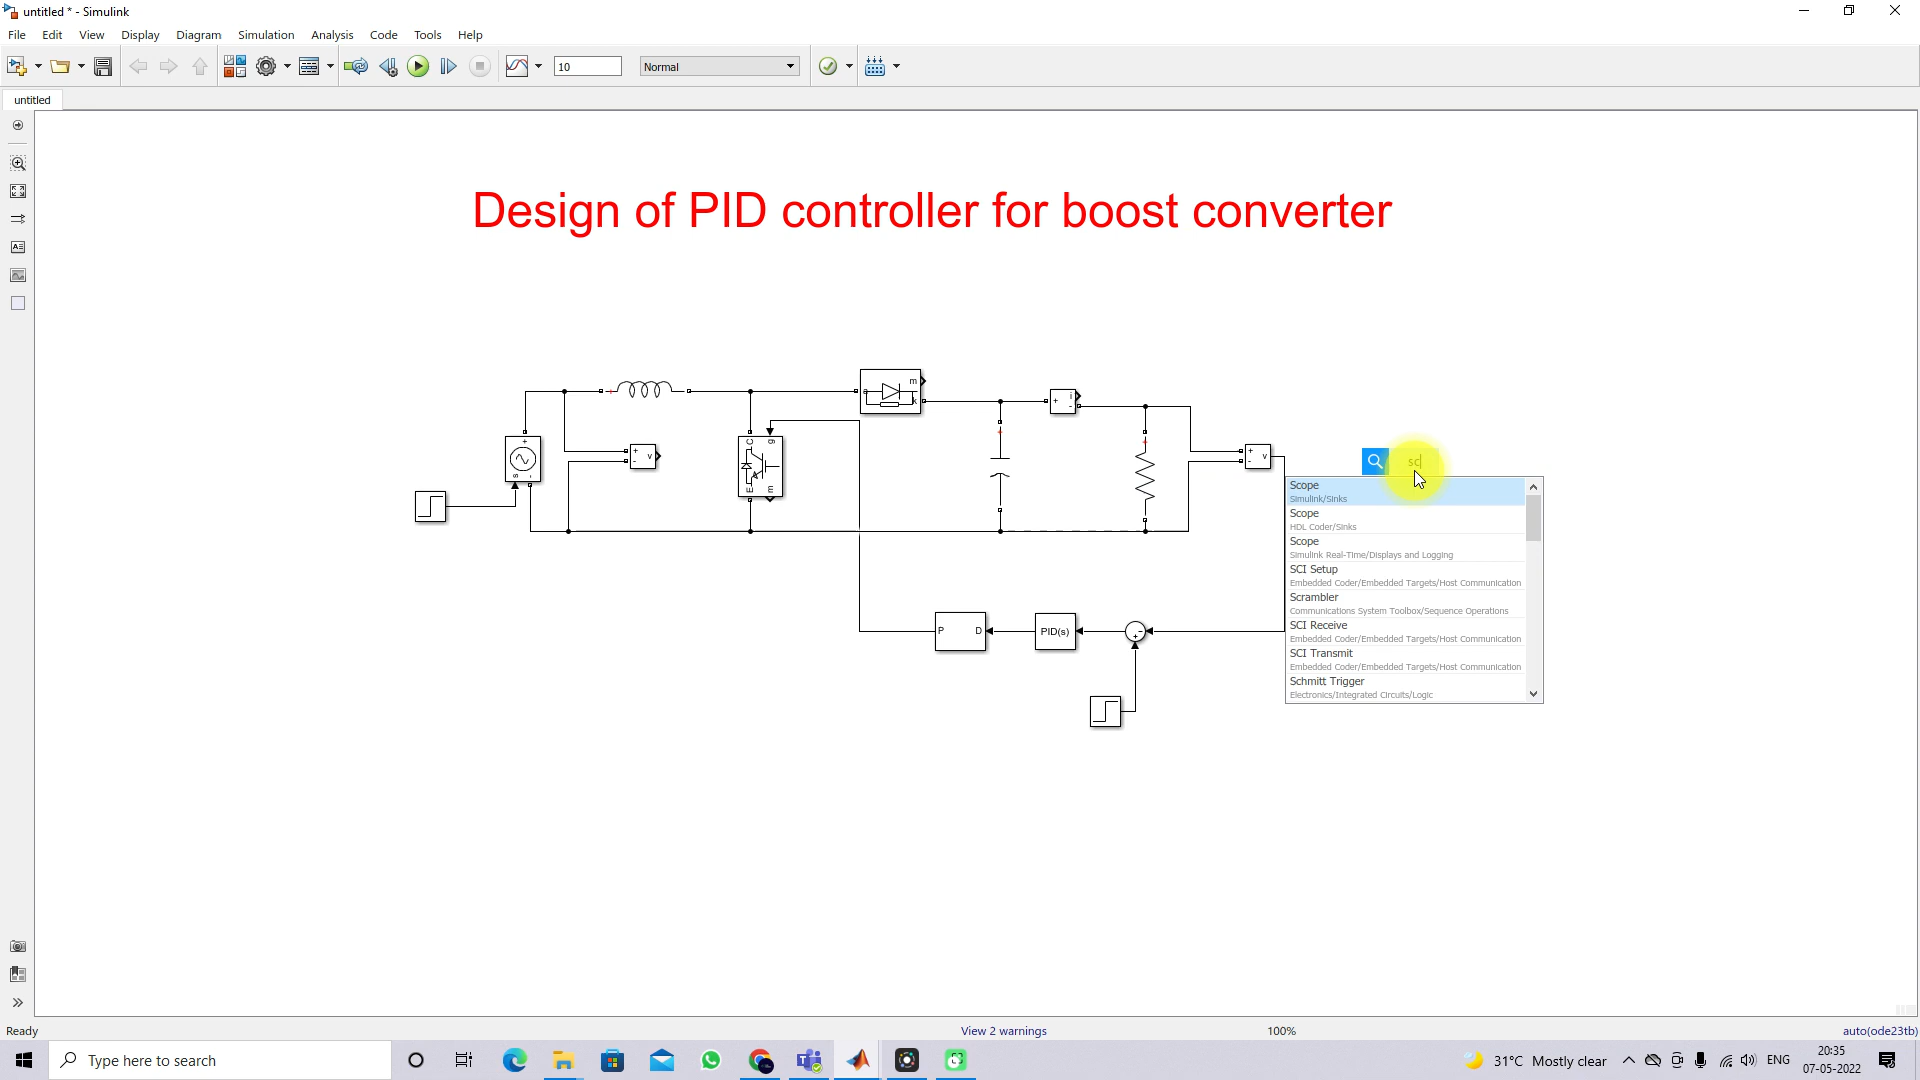 untitled * - Simulink
File Edit View Display Diagram Simulation Analysis Code Tools Help
10 Normal
untitled
Design of PID controller for boost converter
m
a
k
+ i
-
+
s -
+ v
-
C g
E m
+ v
-
sc
Scope
Simulink/Sinks
Scope
HDL Coder/Sinks
Scope
Simulink Real-Time/Displays and Logging
SCI Setup
Embedded Coder/Embedded Targets/Host Communication
Scrambler
Communications System Toolbox/Sequence Operations
SCI Receive
Embedded Coder/Embedded Targets/Host Communication
SCI Transmit
Embedded Coder/Embedded Targets/Host Communication
Schmitt Trigger
Electronics/Integrated Circuits/Logic
P D
PID(s)
-
+
Ready View 2 warnings 100% auto(ode23tb)
Type here to search 31°C Mostly clear ENG 20:35
07-05-2022